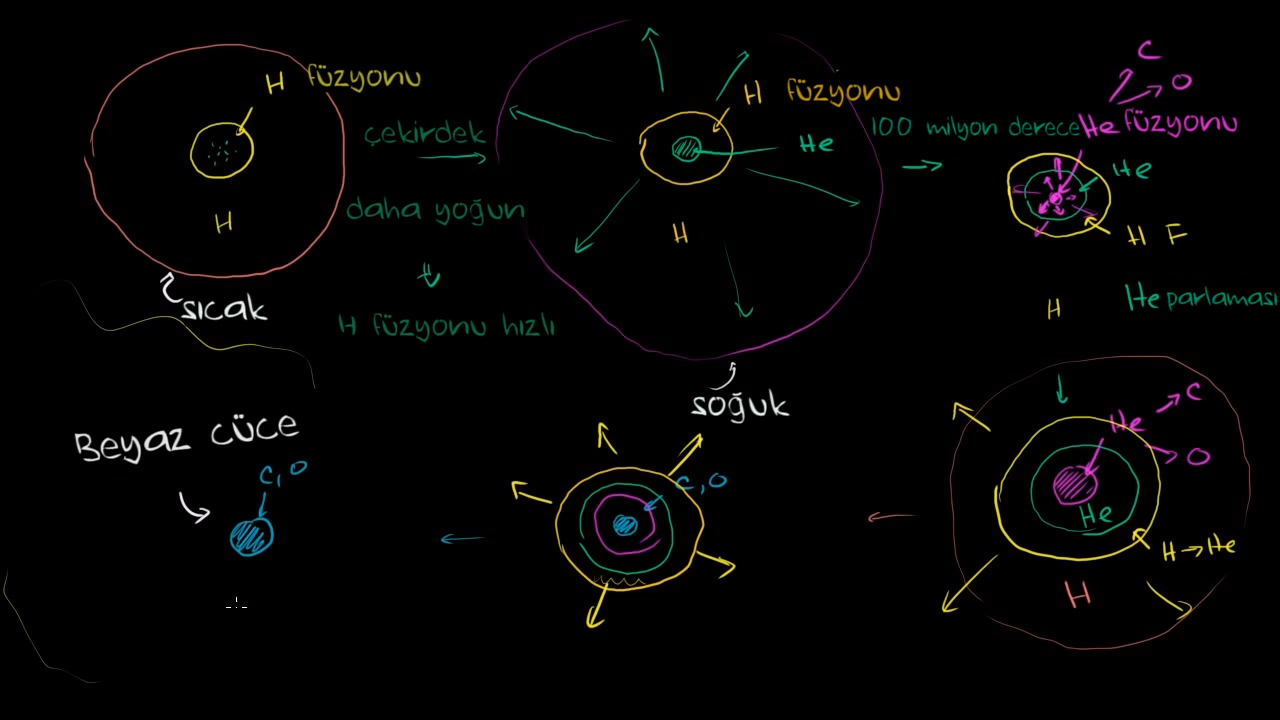 H füzyonu
H
sıcak
çekirdek
daha yoğun
H füzyonu hızlı
H füzyonu
He
H
soğuk
100 milyon derece
C
O
He füzyonu
He
H F
H
He parlaması
He
C
O
He
H → He
H
C, O
Beyaz cüce
C, O